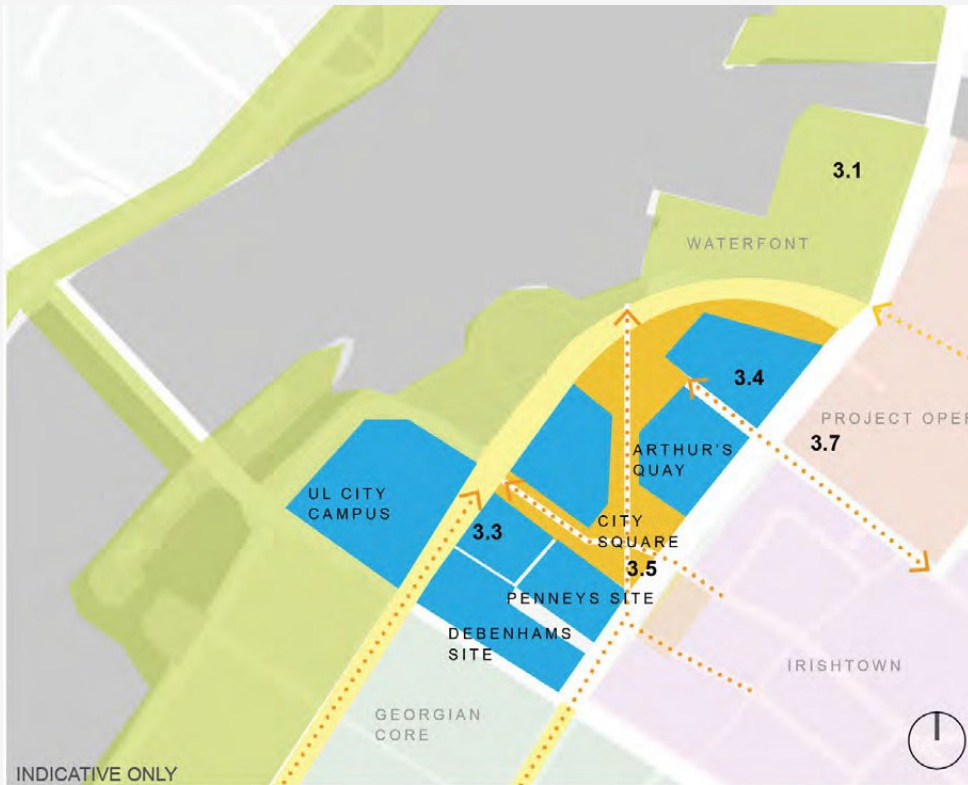 3.1
WATERFONT
3.4
PROJECT OPER
3.7
ARTHUR'S
QUAY
UL CITY
CAMPUS
3.3
CITY
SQUARE
3.5
PENNEYS SITE
DEBENHAMS
SITE
IRISHTOWN
GEORGIAN
CORE
INDICATIVE ONLY